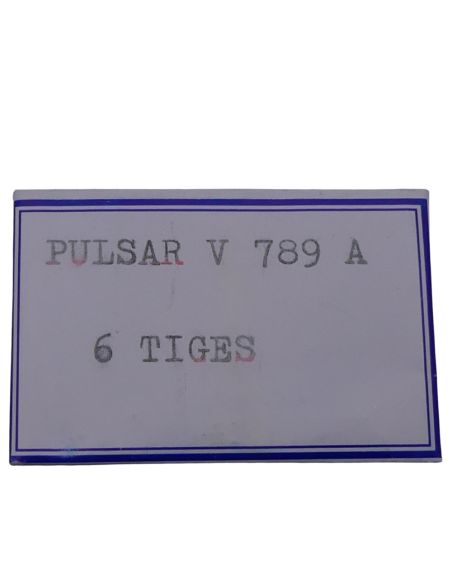 PULSAR V 789 A
6 TIGES